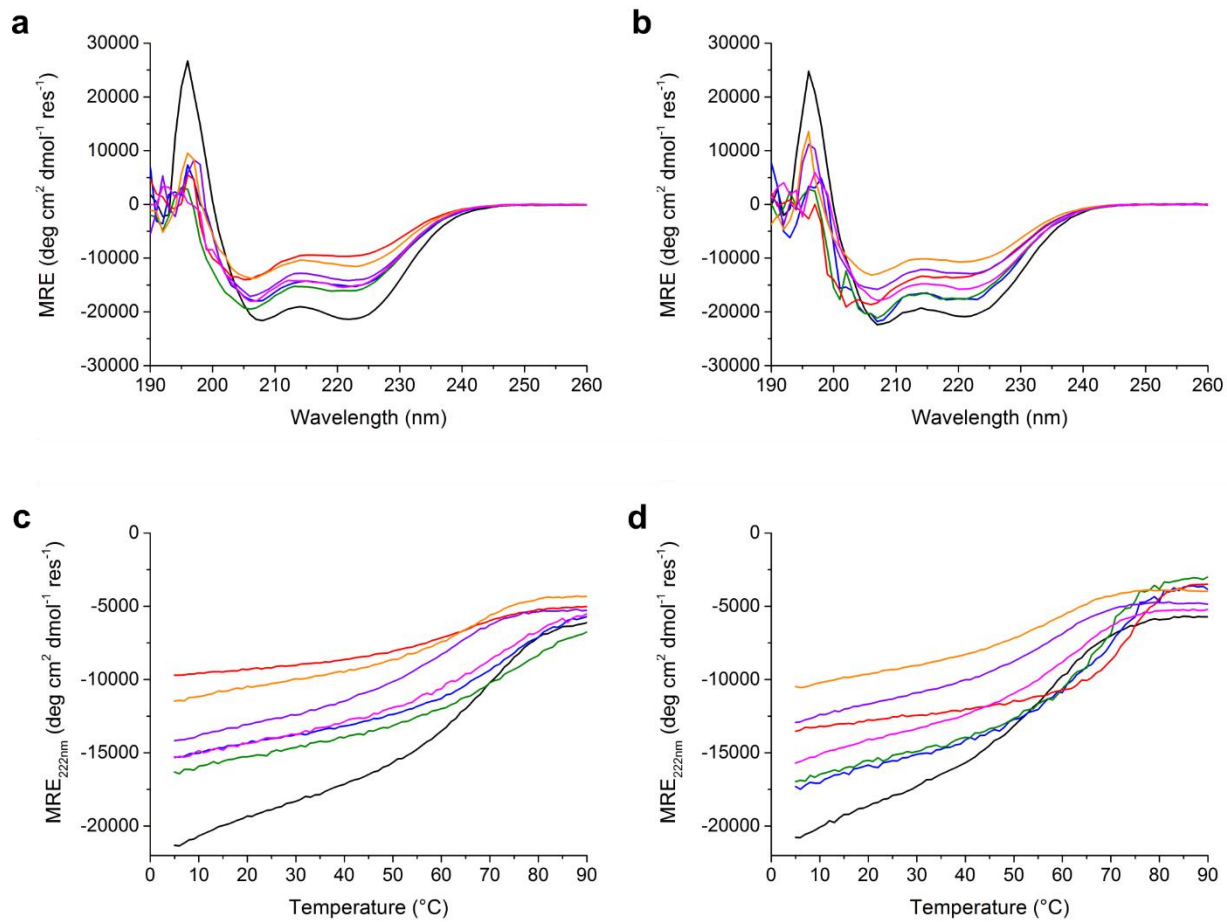 a
b
30000
20000
10000
0
-10000
-20000
-30000
MRE (deg cm² dmol⁻¹ res⁻¹)
190 200 210 220 230 240 250 260
Wavelength (nm)
30000
20000
10000
0
-10000
-20000
-30000
MRE (deg cm² dmol⁻¹ res⁻¹)
190 200 210 220 230 240 250 260
Wavelength (nm)
c
d
0
-5000
-10000
-15000
-20000
MRE₂₂₂ₙₘ (deg cm² dmol⁻¹ res⁻¹)
0 10 20 30 40 50 60 70 80 90
Temperature (°C)
0
-5000
-10000
-15000
-20000
MRE₂₂₂ₙₘ (deg cm² dmol⁻¹ res⁻¹)
0 10 20 30 40 50 60 70 80 90
Temperature (°C)